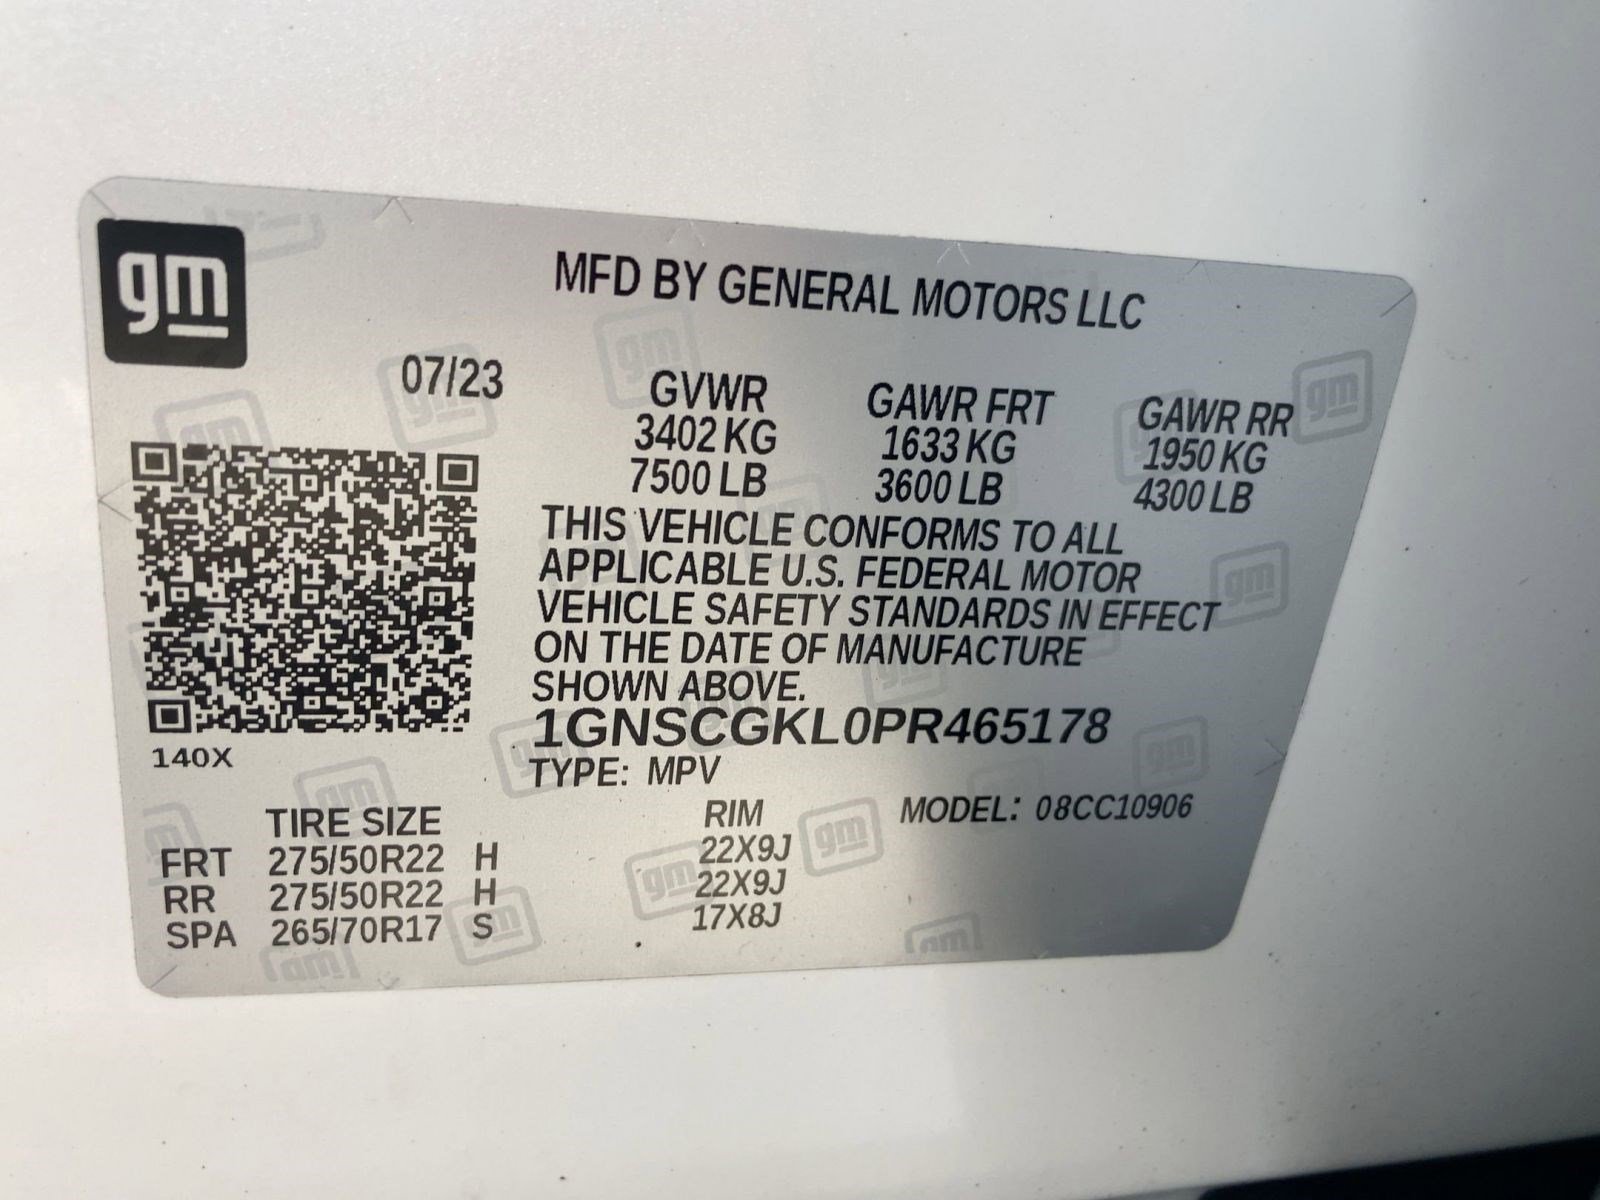 gm
MFD BY GENERAL MOTORS LLC
07/23
GVWR GAWR FRT GAWR RR
3402 KG 1633 KG 1950 KG
7500 LB 3600 LB 4300 LB
THIS VEHICLE CONFORMS TO ALL
APPLICABLE U.S. FEDERAL MOTOR
VEHICLE SAFETY STANDARDS IN EFFECT
ON THE DATE OF MANUFACTURE
SHOWN ABOVE.
1GNSCGKL0PR465178
140X
TYPE: MPV
TIRE SIZE RIM MODEL: 08CC10906
FRT 275/50R22 H 22X9J
RR 275/50R22 H 22X9J
SPA 265/70R17 S 17X8J